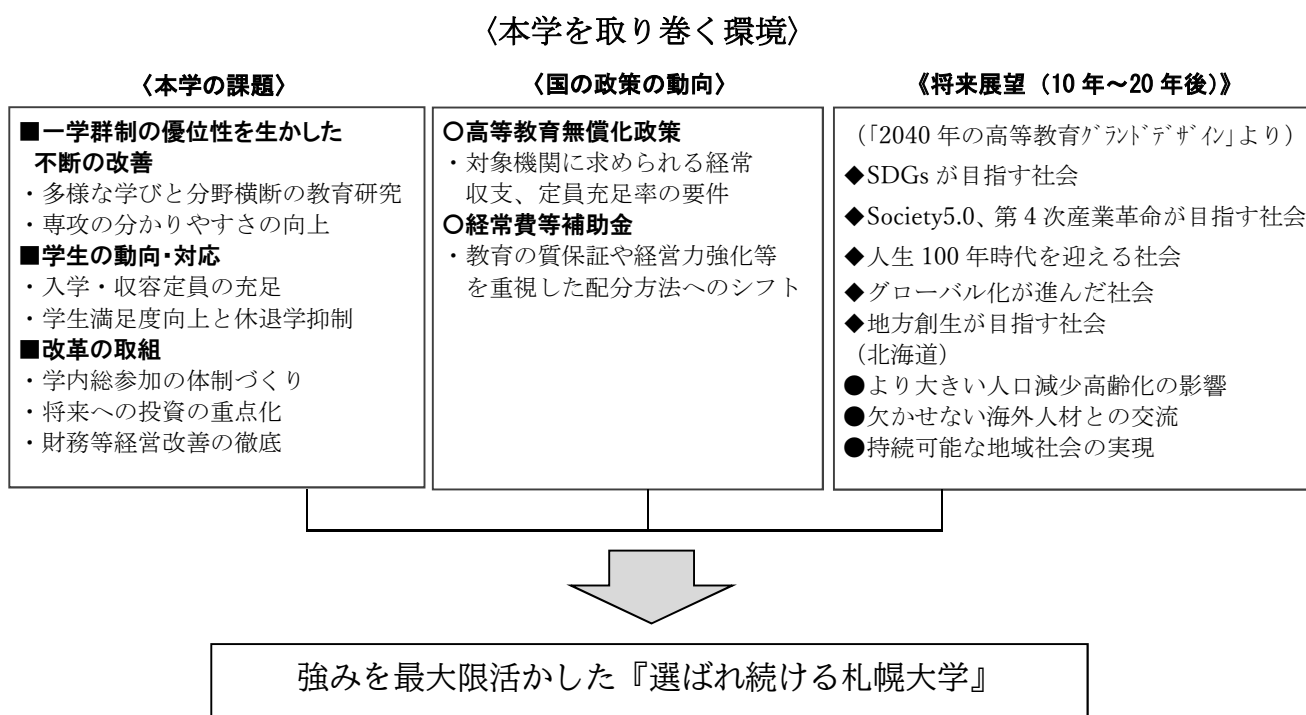 〈本学を取り巻く環境〉
〈本学の課題〉
■一学群制の優位性を生かした
不断の改善
・多様な学びと分野横断の教育研究
・専攻の分かりやすさの向上
■学生の動向・対応
・入学・収容定員の充足
・学生満足度向上と休退学抑制
■改革の取組
・学内総参加の体制づくり
・将来への投資の重点化
・財務等経営改善の徹底
〈国の政策の動向〉
○高等教育無償化政策
・対象機関に求められる経常
収支、定員充足率の要件
○経常費等補助金
・教育の質保証や経営力強化等
を重視した配分方法へのシフト
《将来展望（10 年～20 年後）》
（「2040 年の高等教育ｸﾞﾗﾝﾄﾞﾃﾞｻﾞｲﾝ」より）
◆SDGs が目指す社会
◆Society5.0、第 4 次産業革命が目指す社会
◆人生 100 年時代を迎える社会
◆グローバル化が進んだ社会
◆地方創生が目指す社会
（北海道）
●より大きい人口減少高齢化の影響
●欠かせない海外人材との交流
●持続可能な地域社会の実現
強みを最大限活かした『選ばれ続ける札幌大学』